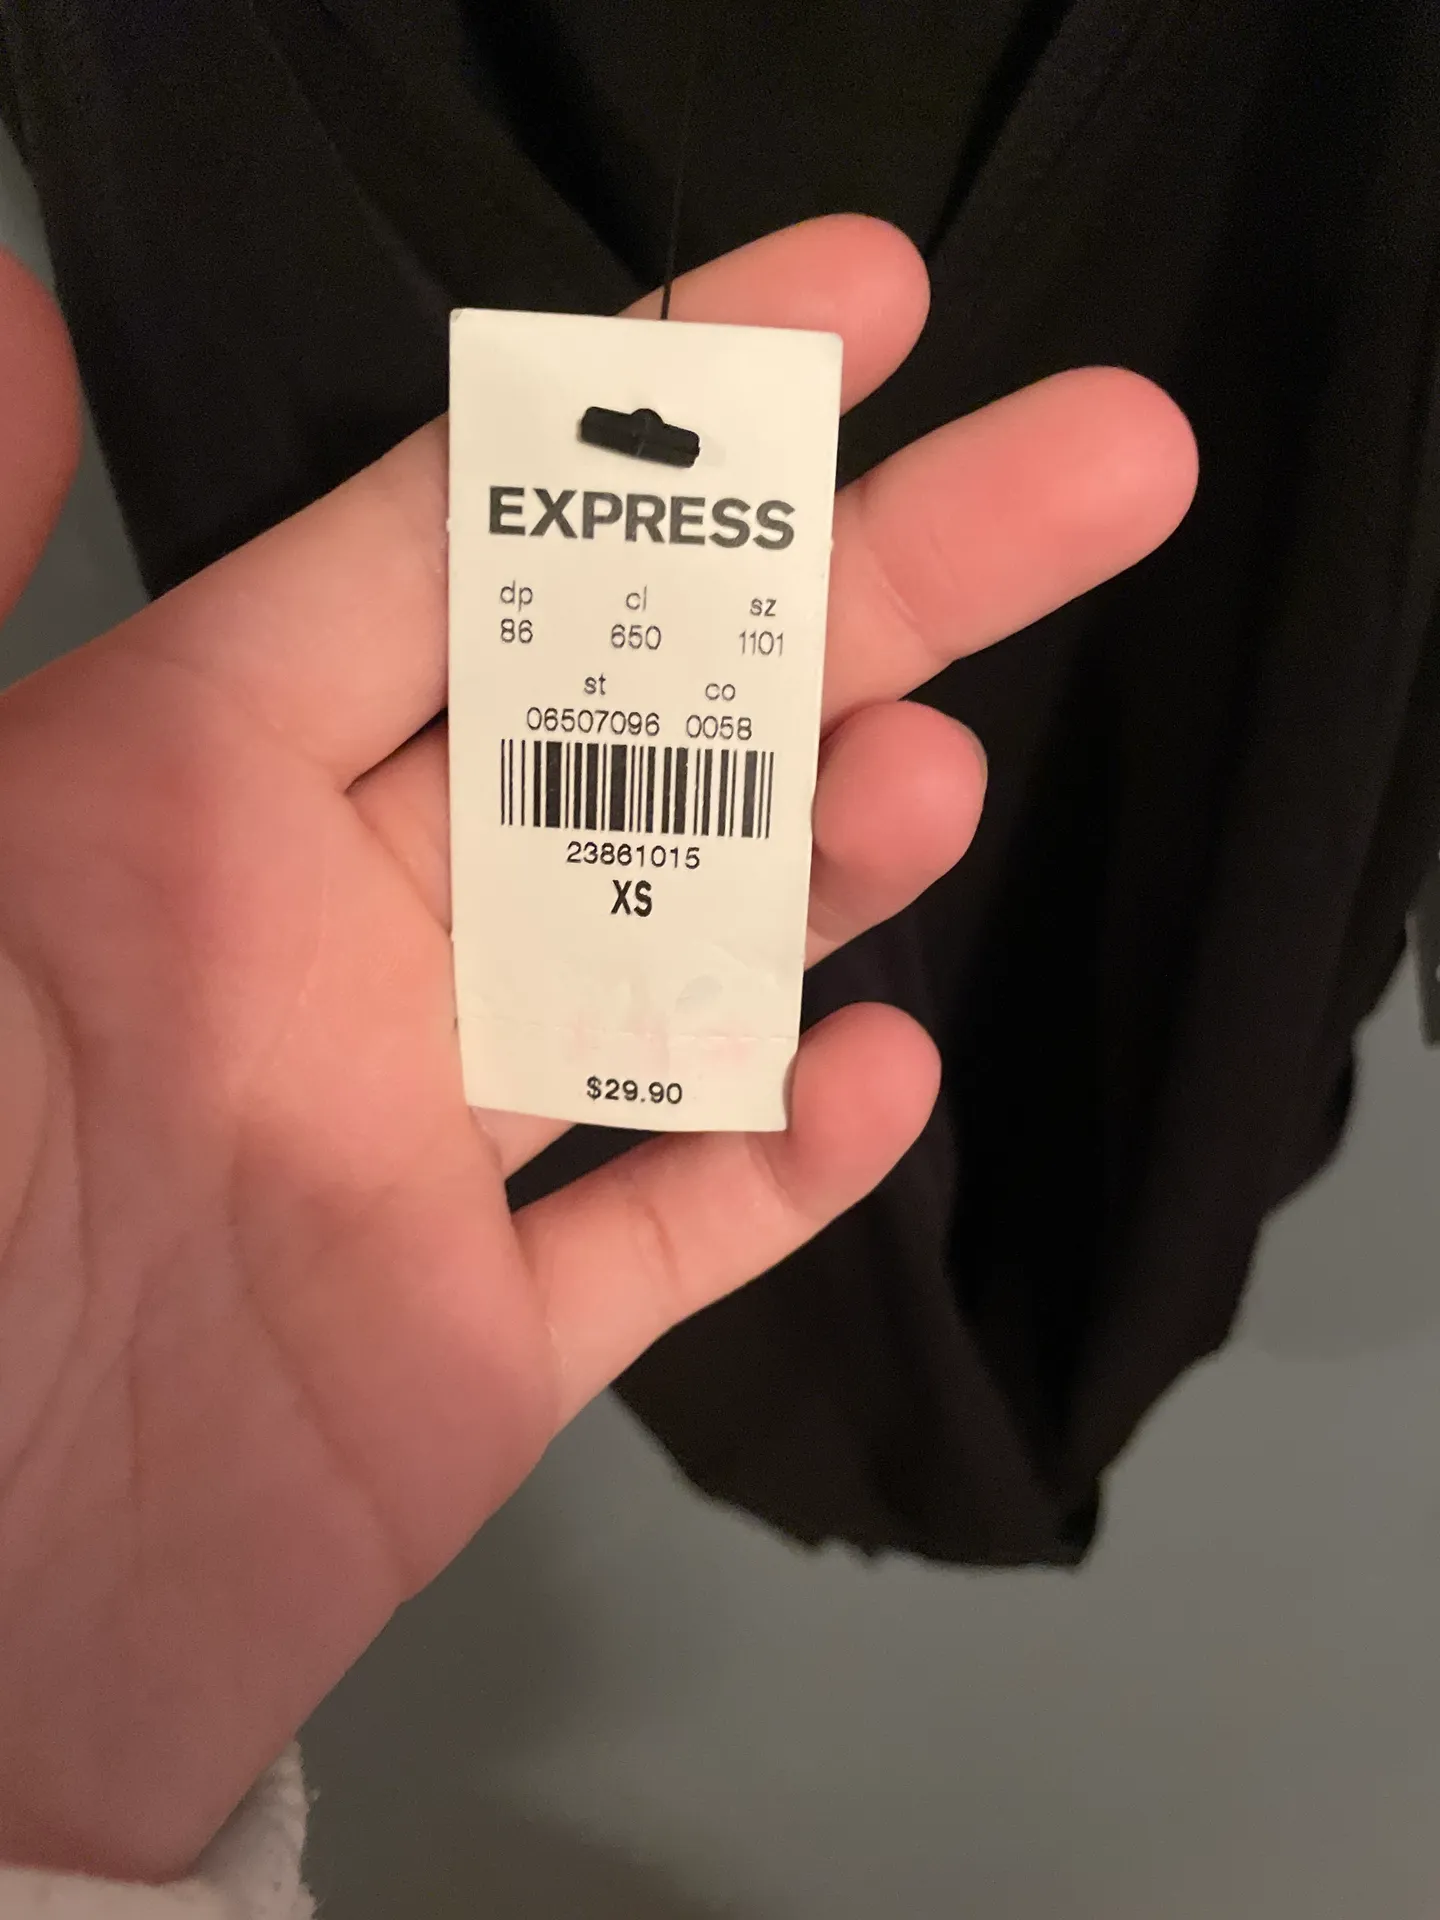 EXPRESS
dp cl sz
86 650 1101
st co
06507096 0058
23861015
XS
$29.90